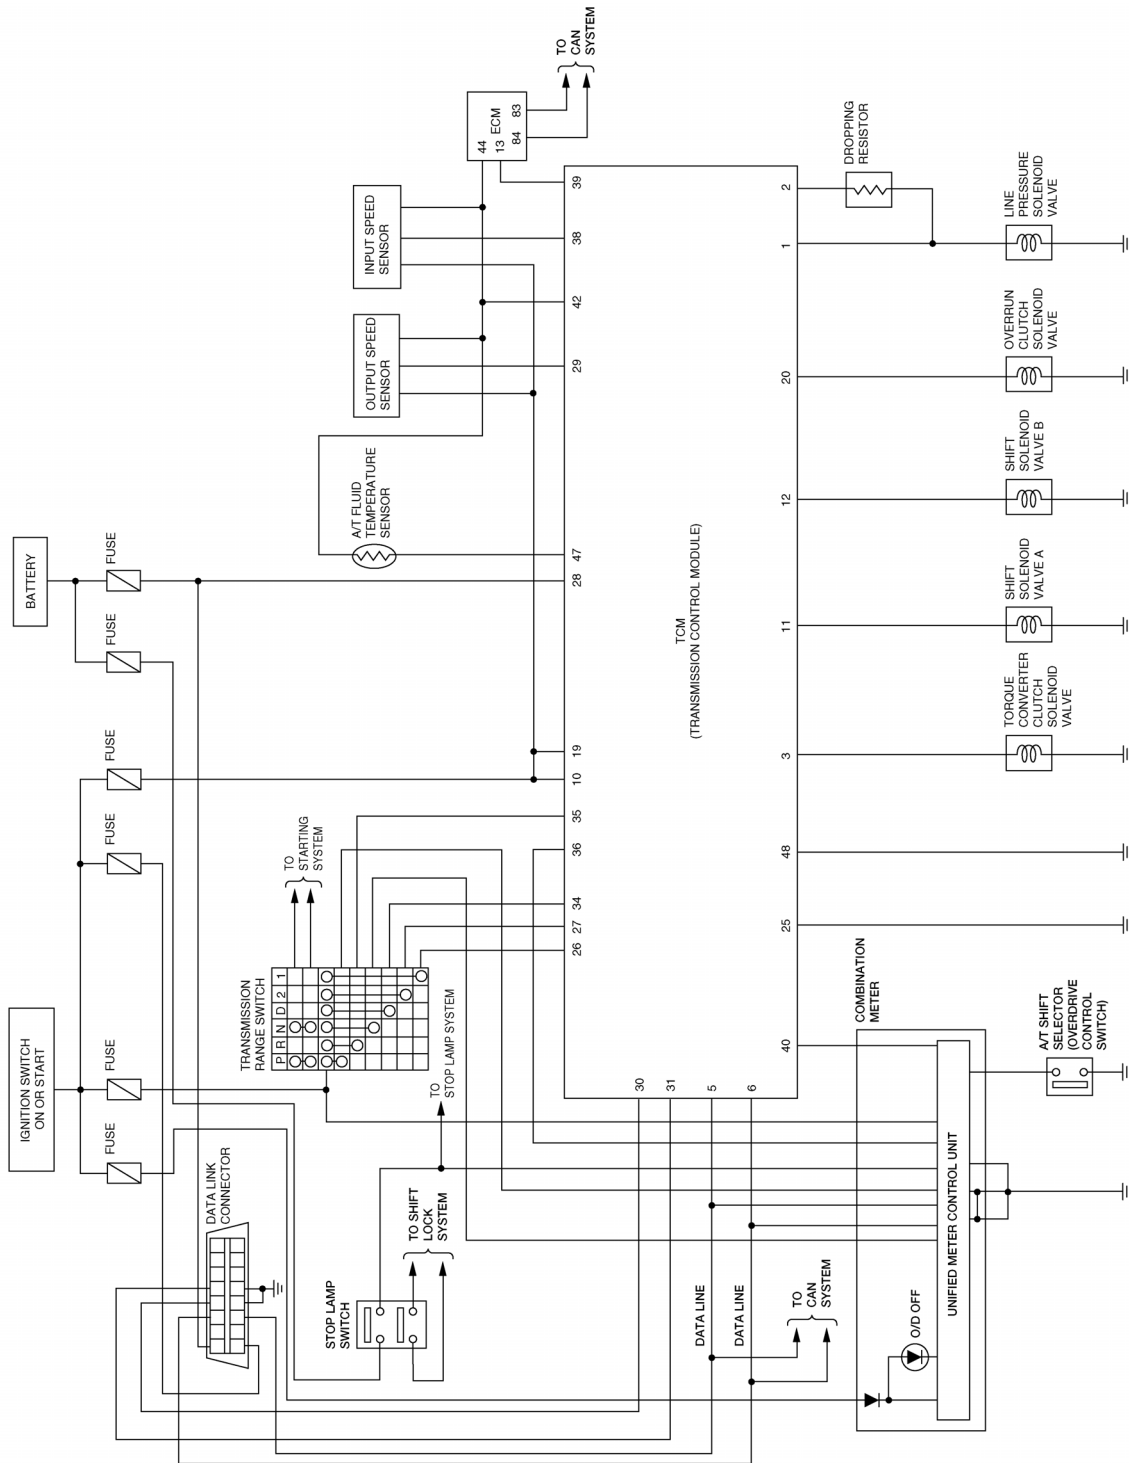 BATTERY
IGNITION SWITCH
ON OR START
FUSE
FUSE
FUSE
FUSE
FUSE
FUSE
TO
CAN
SYSTEM
ECM
44
13
83
84
INPUT SPEED
SENSOR
OUTPUT SPEED
SENSOR
A/T FLUID
TEMPERATURE
SENSOR
TO
STARTING
SYSTEM
TRANSMISSION
RANGE SWITCH
P R N D 2 1
TO
STOP LAMP SYSTEM
DATA LINK
CONNECTOR
STOP LAMP
SWITCH
TO SHIFT
LOCK
SYSTEM
39
38
42
29
47
28
19
10
35
36
34
27
26
TCM
(TRANSMISSION CONTROL MODULE)
30
31
5
6
2
1
20
12
11
3
48
25
40
DROPPING
RESISTOR
LINE
PRESSURE
SOLENOID
VALVE
OVERRUN
CLUTCH
SOLENOID
VALVE
SHIFT
SOLENOID
VALVE B
SHIFT
SOLENOID
VALVE A
TORQUE
CONVERTER
CLUTCH
SOLENOID
VALVE
COMBINATION
METER
A/T SHIFT
SELECTOR
(OVERDRIVE
CONTROL
SWITCH)
UNIFIED METER CONTROL UNIT
O/D OFF
DATA LINE
DATA LINE
TO
CAN
SYSTEM